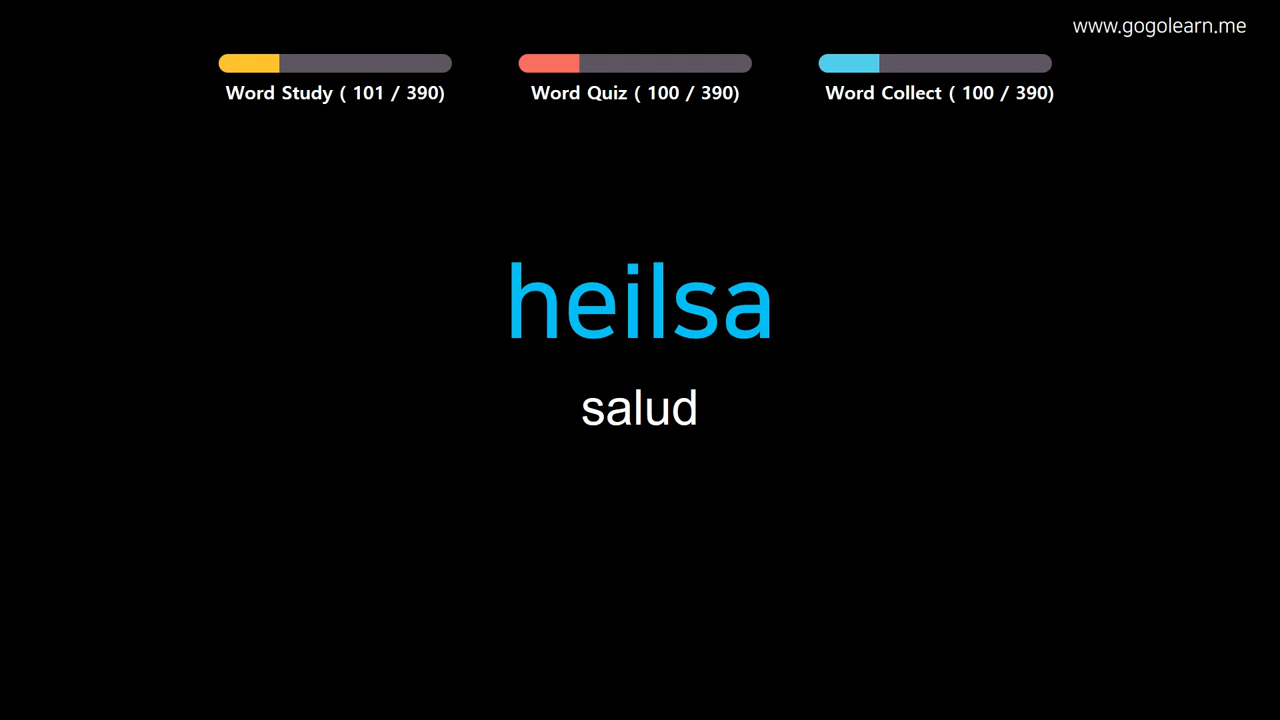 www.gogolearn.me
Word Study ( 101 / 390)
Word Quiz ( 100 / 390)
Word Collect ( 100 / 390)
heilsa
salud